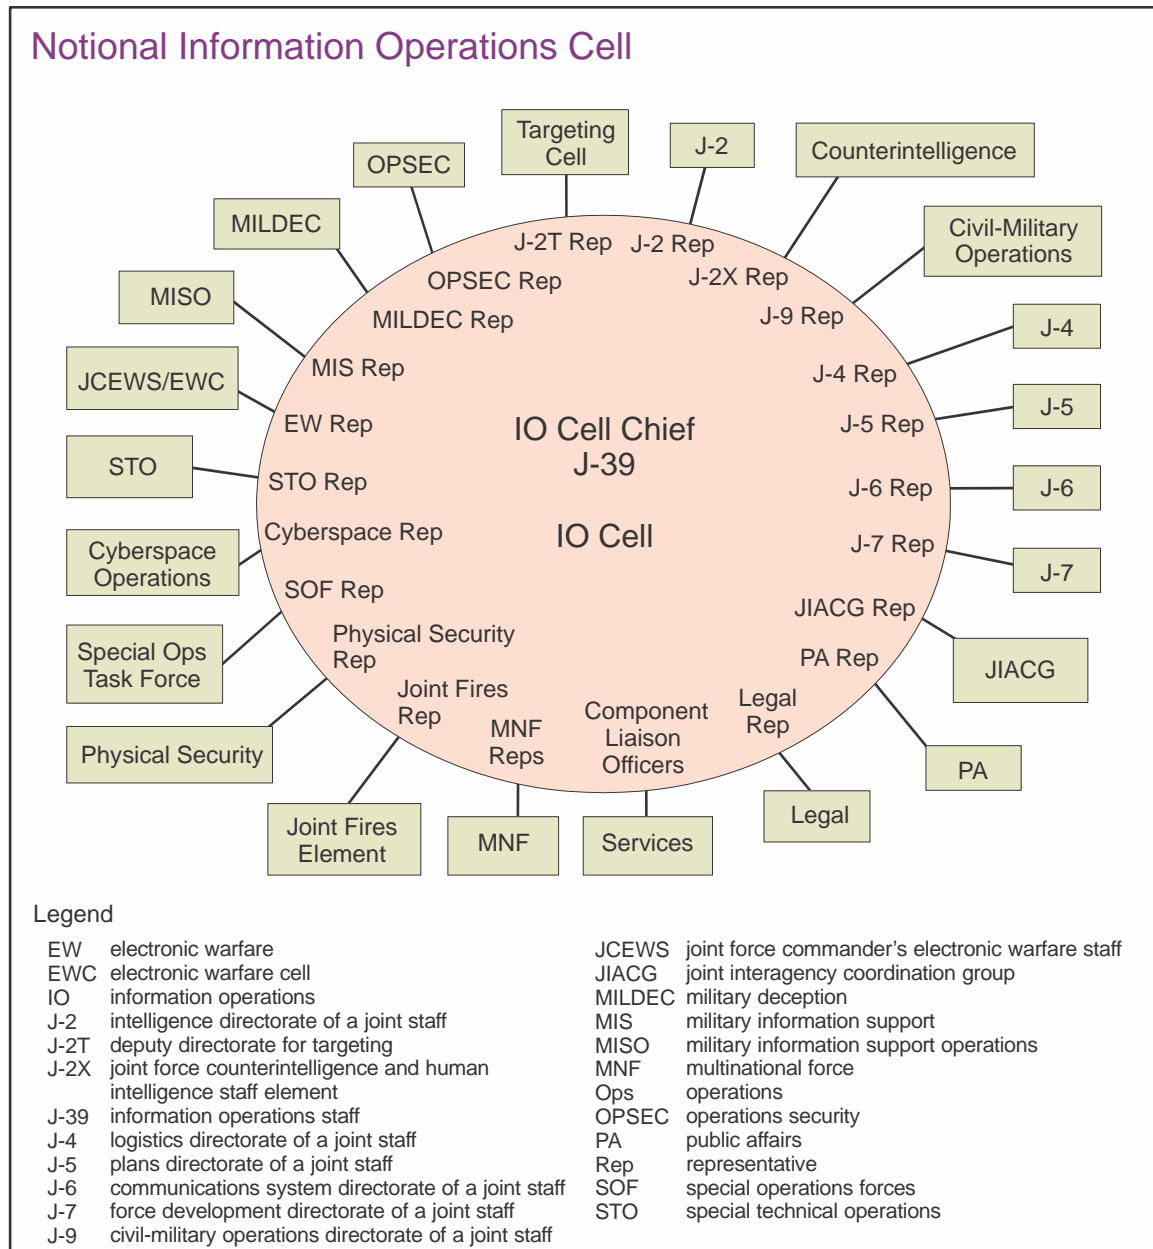 Notional Information Operations Cell
Targeting
Cell
J-2
Counterintelligence
OPSEC
MILDEC
Civil-Military
Operations
MISO
J-4
JCEWS/EWC
J-5
STO
J-6
Cyberspace
Operations
J-7
Special Ops
Task Force
JIACG
Physical Security
PA
Joint Fires
Element
MNF
Services
Legal
J-2T Rep
J-2 Rep
OPSEC Rep
J-2X Rep
MILDEC Rep
J-9 Rep
MIS Rep
J-4 Rep
EW Rep
J-5 Rep
IO Cell Chief
J-39
STO Rep
J-6 Rep
Cyberspace Rep
IO Cell
J-7 Rep
SOF Rep
JIACG Rep
Physical Security
Rep
PA Rep
Joint Fires
Rep
MNF
Reps
Component
Liaison
Officers
Legal
Rep
Legend
EW electronic warfare
EWC electronic warfare cell
IO information operations
J-2 intelligence directorate of a joint staff
J-2T deputy directorate for targeting
J-2X joint force counterintelligence and human
intelligence staff element
J-39 information operations staff
J-4 logistics directorate of a joint staff
J-5 plans directorate of a joint staff
J-6 communications system directorate of a joint staff
J-7 force development directorate of a joint staff
J-9 civil-military operations directorate of a joint staff
JCEWS joint force commander's electronic warfare staff
JIACG joint interagency coordination group
MILDEC military deception
MIS military information support
MISO military information support operations
MNF multinational force
Ops operations
OPSEC operations security
PA public affairs
Rep representative
SOF special operations forces
STO special technical operations